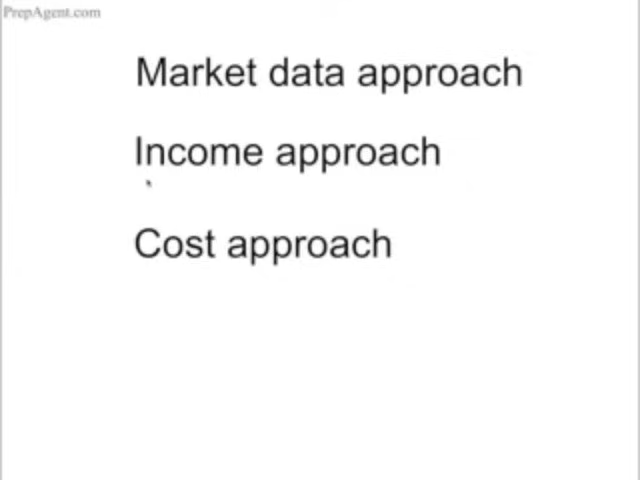 PrepAgent.com
Market data approach
Income approach
Cost approach